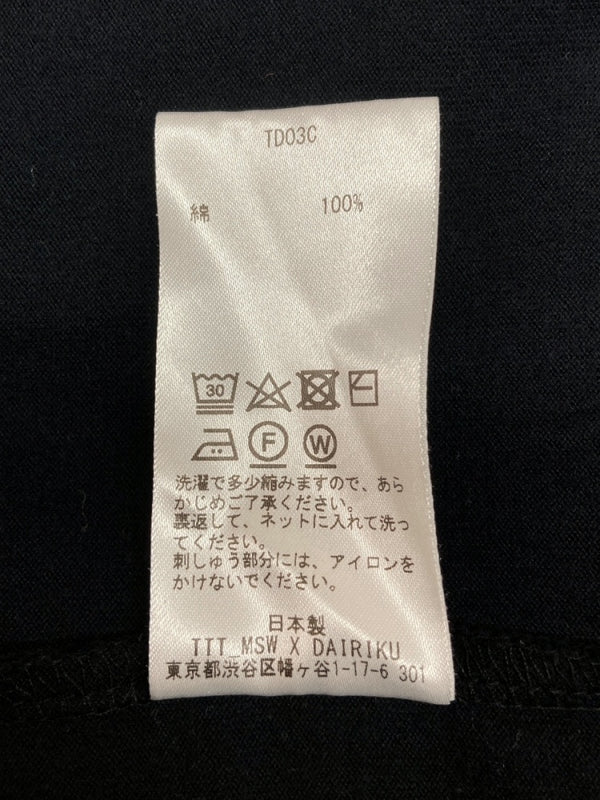 TD03C
綿 100%
30
F W
洗濯で多少縮みますので、あら
かじめご了承ください。
裏返して、ネットに入れて洗っ
てください。
刺しゅう部分には、アイロンを
かけないでください。
日本製
TTT_MSW X DAIRIKU
東京都渋谷区幡ヶ谷1-17-6 301